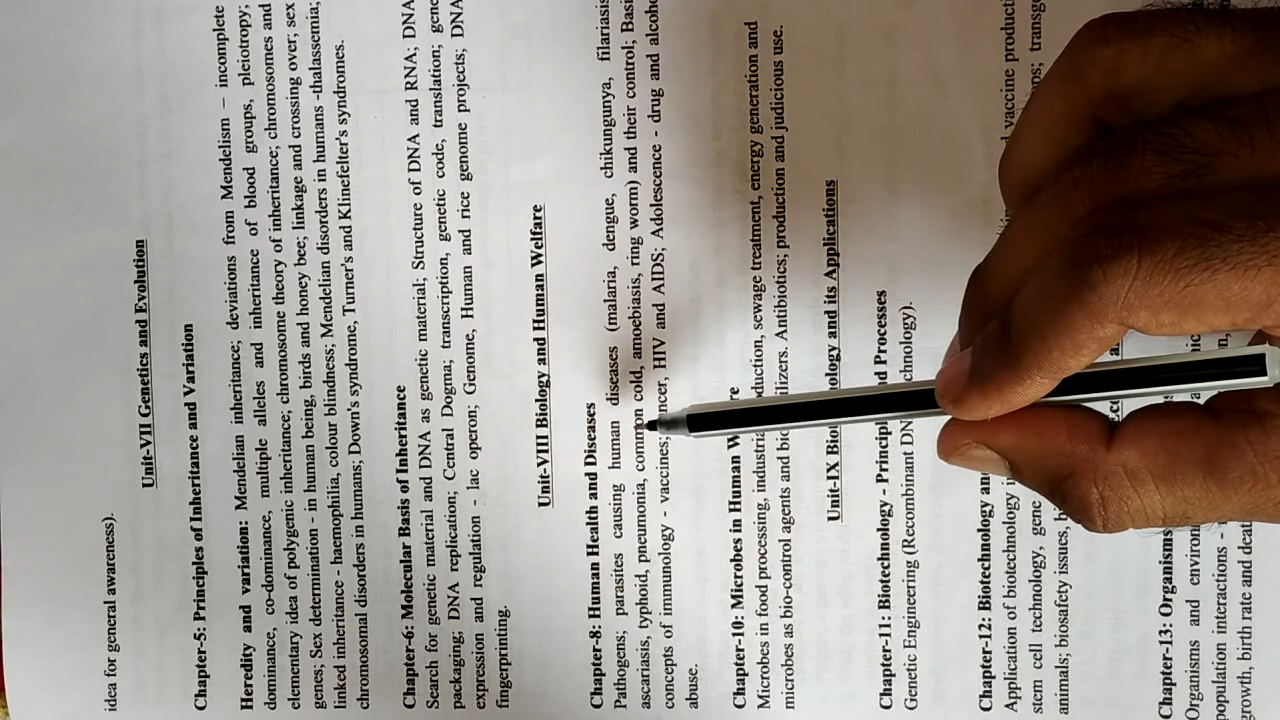 idea for general awareness).
Unit-VII Genetics and Evolution
Chapter-5: Principles of Inheritance and Variation
Heredity and variation: Mendelian inheritance; deviations from Mendelism – incomplete
dominance, co-dominance, multiple alleles and inheritance of blood groups, pleiotropy;
elementary idea of polygenic inheritance; chromosome theory of inheritance; chromosomes and
genes; Sex determination - in human being, birds and honey bee; linkage and crossing over; sex
linked inheritance - haemophilia, colour blindness; Mendelian disorders in humans -thalassemia;
chromosomal disorders in humans; Down's syndrome, Turner's and Klinefelter's syndromes.
Chapter-6: Molecular Basis of Inheritance
Search for genetic material and DNA as genetic material; Structure of DNA and RNA; DNA
packaging; DNA replication; Central Dogma; transcription, genetic code, translation; gene
expression and regulation - lac operon; Genome, Human and rice genome projects; DNA
fingerprinting.
Unit-VIII Biology and Human Welfare
Chapter-8: Human Health and Diseases
Pathogens; parasites causing human diseases (malaria, dengue, chikungunya, filariasis
ascariasis, typhoid, pneumonia, common cold, amoebiasis, ring worm) and their control; Basi
concepts of immunology - vaccines; HIV and AIDS; Adolescence - drug and alcoho
abuse.
Chapter-10: Microbes in Human
Microbes in food processing, sewage treatment, energy generation and
microbes as bio-control agents and Antibiotics; production and judicious use.
Unit-IX and its Applications
Chapter-11: Biotechnology - Processes
Genetic Engineering (Recombinant
Chapter-12: Biotechnology
Application of biotechnology vaccine producti
stem cell technology, gene
animals; biosafety issues;
Chapter-13: Organisms
Organisms and
population interactions -
growth, birth rate and